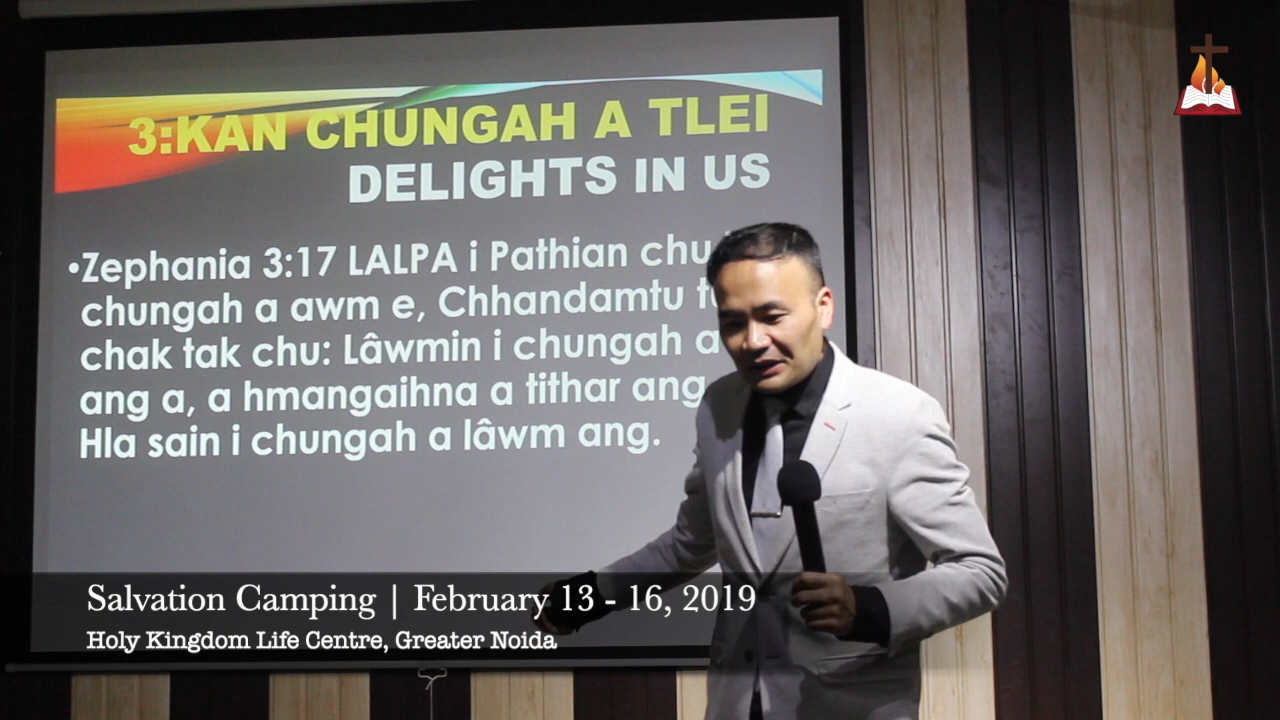 3:KAN CHUNGAH A TLEI
DELIGHTS IN US
•Zephania 3:17 LALPA i Pathian chu
chungah a awm e, Chhandamtu
chak tak chu: Lâwmin i chungah a
ang a, a hmangaihna a tithar ang
Hla sain i chungah a lâwm ang.
Salvation Camping | February 13 - 16, 2019
Holy Kingdom Life Centre, Greater Noida